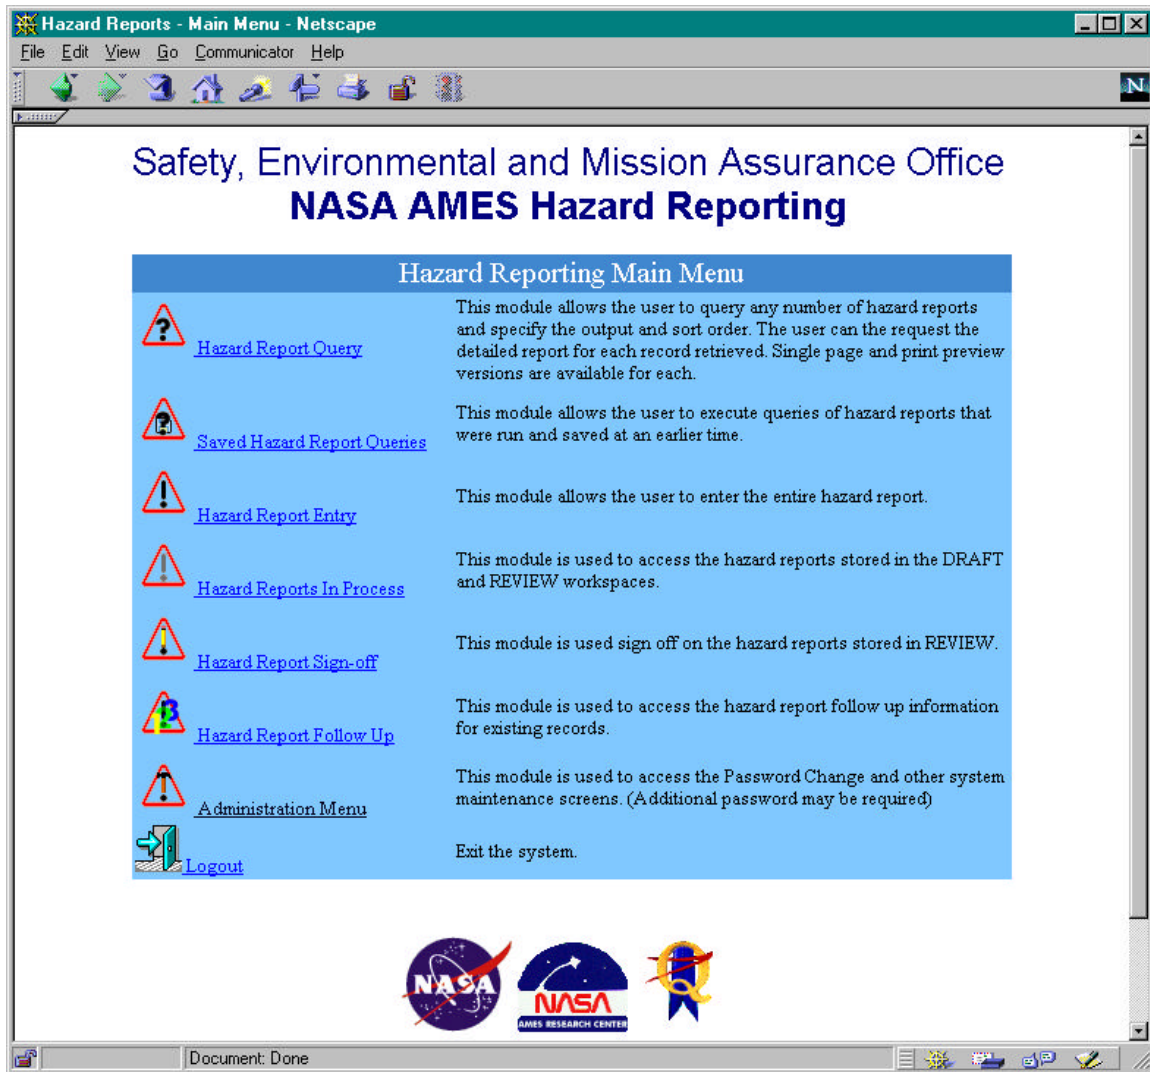 Hazard Reports - Main Menu - Netscape
File Edit View Go Communicator Help
N
Safety, Environmental and Mission Assurance Office
NASA AMES Hazard Reporting
Hazard Reporting Main Menu
Hazard Report Query
This module allows the user to query any number of hazard reports
and specify the output and sort order. The user can the request the
detailed report for each record retrieved. Single page and print preview
versions are available for each.
Saved Hazard Report Queries
This module allows the user to execute queries of hazard reports that
were run and saved at an earlier time.
Hazard Report Entry
This module allows the user to enter the entire hazard report.
Hazard Reports In Process
This module is used to access the hazard reports stored in the DRAFT
and REVIEW workspaces.
Hazard Report Sign-off
This module is used sign off on the hazard reports stored in REVIEW.
Hazard Report Follow Up
This module is used to access the hazard report follow up information
for existing records.
Administration Menu
This module is used to access the Password Change and other system
maintenance screens. (Additional password may be required)
Logout
Exit the system.
NASA
NASA
AMES RESEARCH CENTER
Q
Document: Done